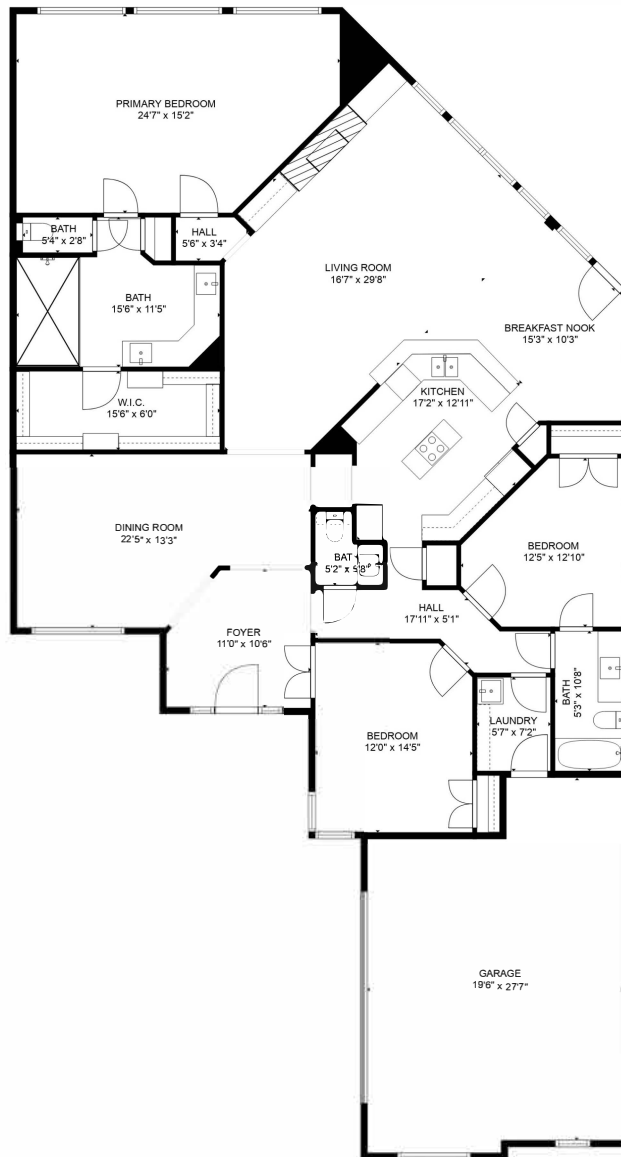 PRIMARY BEDROOM
24'7" x 15'2"
BATH
5'4" x 2'8"
HALL
5'6" x 3'4"
BATH
15'6" x 11'5"
LIVING ROOM
16'7" x 29'8"
BREAKFAST NOOK
15'3" x 10'3"
W.I.C.
15'6" x 6'0"
KITCHEN
17'2" x 12'11"
DINING ROOM
22'5" x 13'3"
BAT
5'2" x 5'8"
BEDROOM
12'5" x 12'10"
HALL
17'11" x 5'1"
FOYER
11'0" x 10'6"
BATH
5'3" x 10'8"
LAUNDRY
5'7" x 7'2"
BEDROOM
12'0" x 14'5"
GARAGE
19'6" x 27'7"